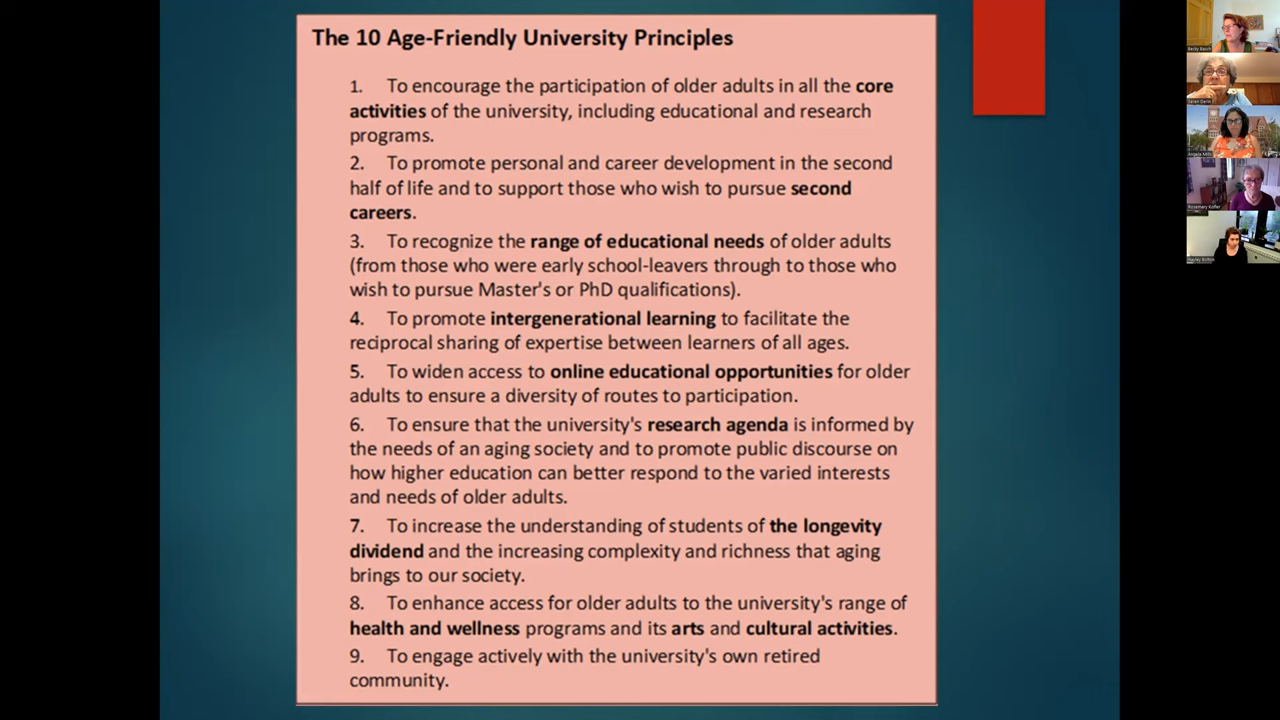 The 10 Age-Friendly University Principles
1. To encourage the participation of older adults in all the core
activities of the university, including educational and research
programs.
2. To promote personal and career development in the second
half of life and to support those who wish to pursue second
careers.
3. To recognize the range of educational needs of older adults
(from those who were early school-leavers through to those who
wish to pursue Master's or PhD qualifications).
4. To promote intergenerational learning to facilitate the
reciprocal sharing of expertise between learners of all ages.
5. To widen access to online educational opportunities for older
adults to ensure a diversity of routes to participation.
6. To ensure that the university's research agenda is informed by
the needs of an aging society and to promote public discourse on
how higher education can better respond to the varied interests
and needs of older adults.
7. To increase the understanding of students of the longevity
dividend and the increasing complexity and richness that aging
brings to our society.
8. To enhance access for older adults to the university's range of
health and wellness programs and its arts and cultural activities.
9. To engage actively with the university's own retired
community.
Becky
Angela
Rosemary